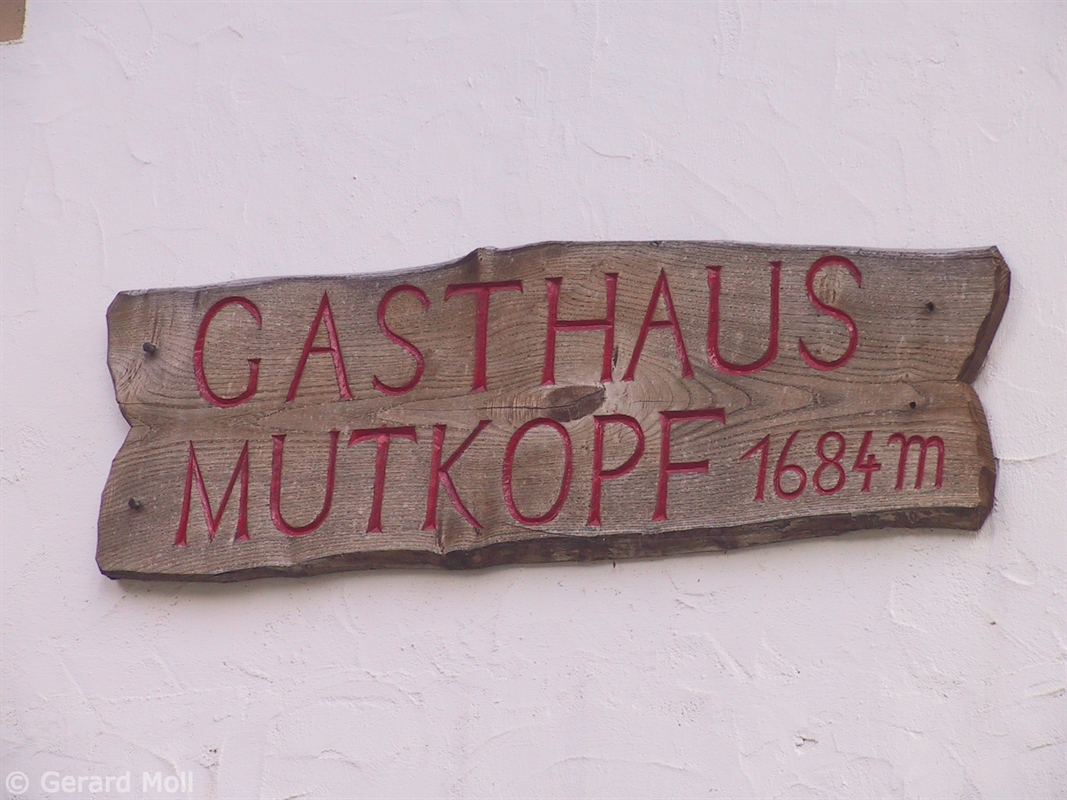 GASTHAUS
MUTKOPF 1684m
© Gerard Moll